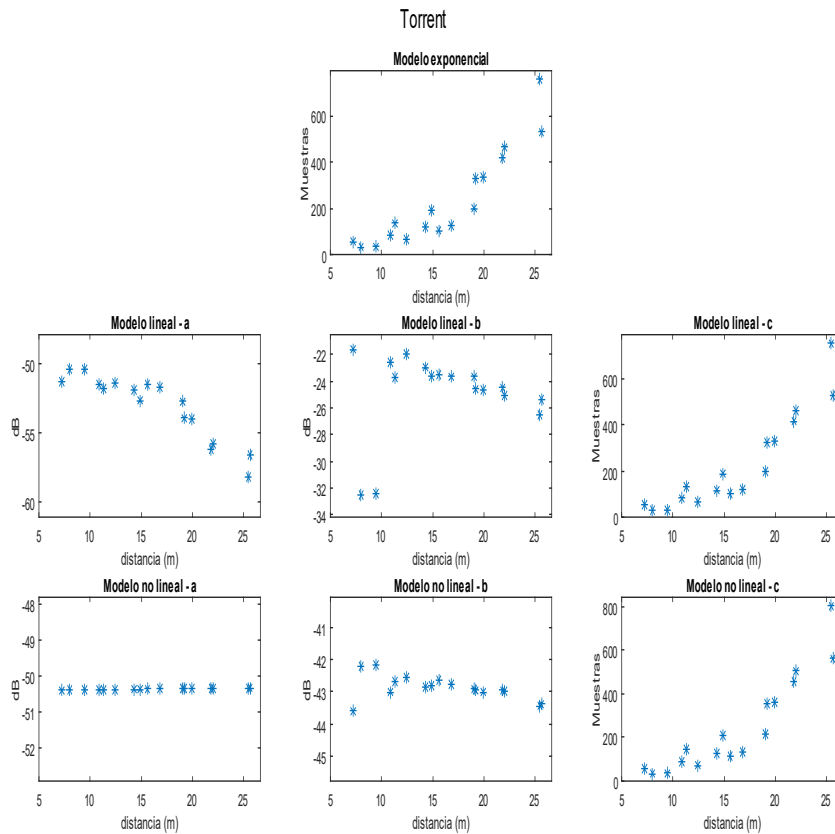 Torrent
Modelo exponencial
600
400
200
0
Muestras
5 10 15 20 25
distancia (m)
Modelo lineal - a
-50
-55
-60
dB
5 10 15 20 25
distancia (m)
Modelo lineal - b
-22
-24
-26
-28
-30
-32
-34
dB
5 10 15 20 25
distancia (m)
Modelo lineal - c
600
400
200
0
Muestras
5 10 15 20 25
distancia (m)
Modelo no lineal - a
-48
-49
-50
-51
-52
dB
5 10 15 20 25
distancia (m)
Modelo no lineal - b
-41
-42
-43
-44
-45
dB
5 10 15 20 25
distancia (m)
Modelo no lineal - c
800
600
400
200
0
Muestras
5 10 15 20 25
distancia (m)